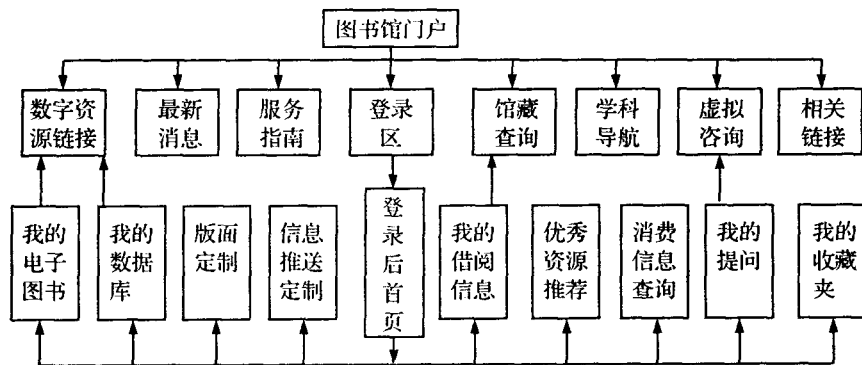 图书馆门户
数字资
源链接
最新
消息
服务
指南
登录
区
馆藏
查询
学科
导航
虚拟
咨询
相关
链接
我的
电子
图书
我的
数据
库
版面
定制
信息
推送
定制
登
录
后
首
页
我的
借阅
信息
优秀
资源
推荐
消费
信息
查询
我的
提问
我的
收藏
夹